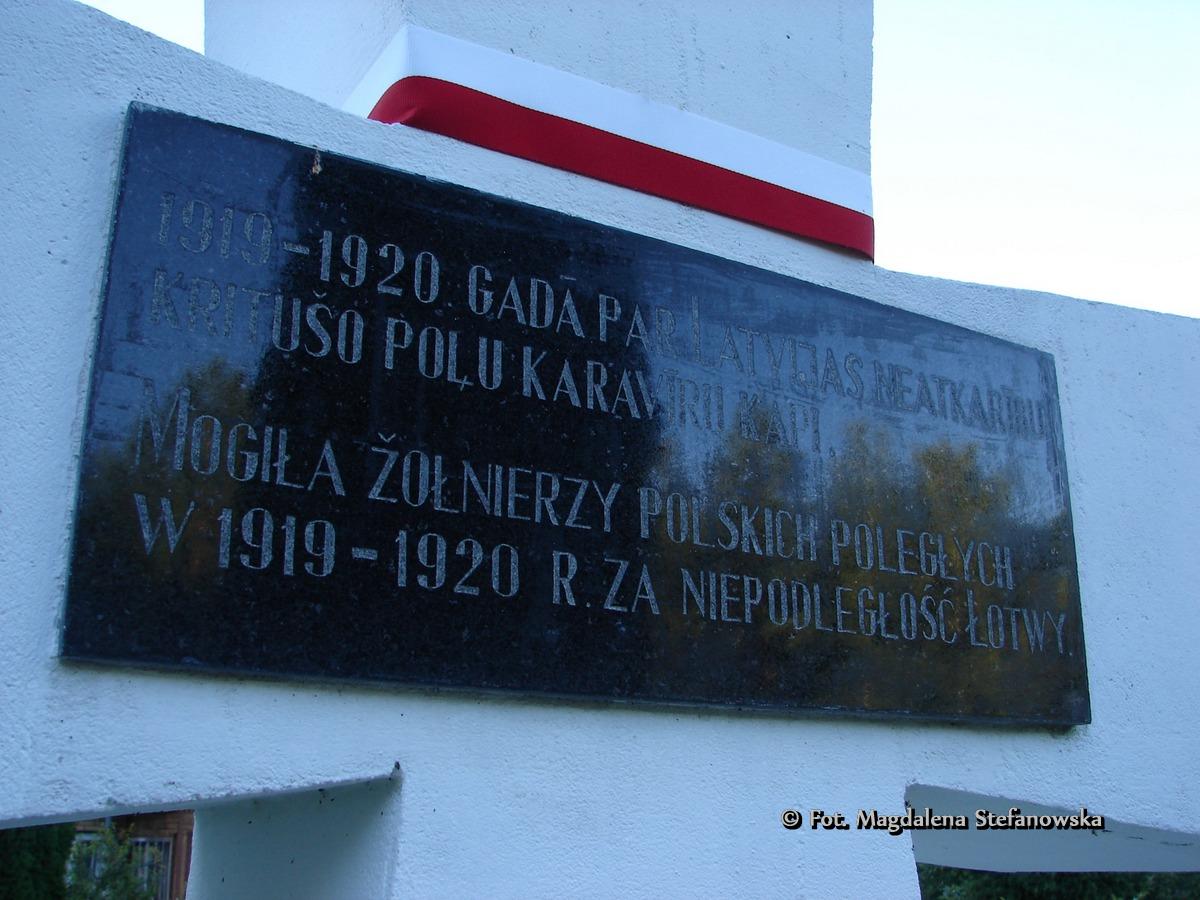 1919-1920. GADĀ PAR LATVIJAS NEATKARĪBU
KRITUŠO POĻU KARAVĪRU KAPI.
MOGIŁA ŻOŁNIERZY POLSKICH POLEGŁYCH
W 1919-1920 R. ZA NIEPODLEGŁOŚĆ ŁOTWY.
© Fot. Magdalena Stefanowska